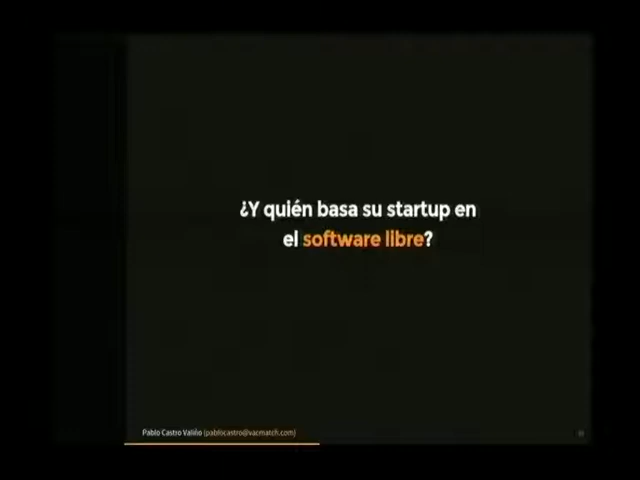 ¿Y quién basa su startup en
el software libre?
Pablo Castro Valiño (pablocastro@vacmatch.com)